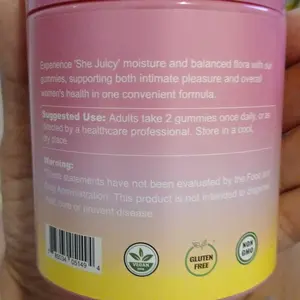 Experience 'She Juicy' moisture and balanced flora with our
gummies, supporting both intimate pleasure and overall
women's health in one convenient formula.
Suggested Use: Adults take 2 gummies once daily, or as
directed by a healthcare professional. Store in a cool,
dry place.
Warning:
These statements have not been evaluated by the Food and
Drug Administration. This product is not intended to diagnose,
treat, cure or prevent disease.
VEGAN
GLUTEN
FREE
NON
GMO